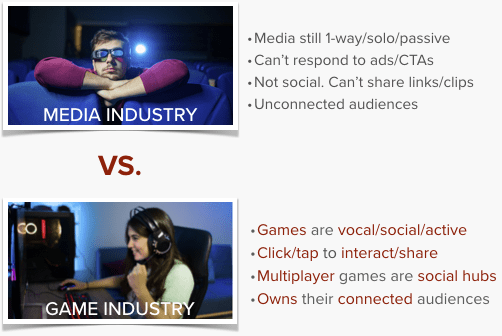 MEDIA INDUSTRY
• Media still 1-way/solo/passive
• Can't respond to ads/CTAs
• Not social. Can't share links/clips
• Unconnected audiences
VS.
GAME INDUSTRY
• Games are vocal/social/active
• Click/tap to interact/share
• Multiplayer games are social hubs
• Owns their connected audiences